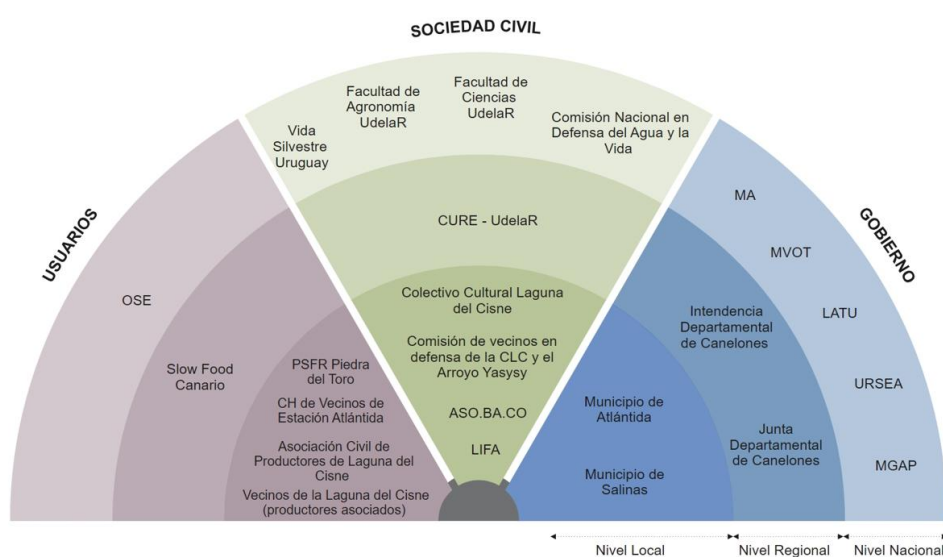 SOCIEDAD CIVIL
Facultad de
Agronomía
UdelaR
Facultad de
Ciencias
UdelaR
Vida
Silvestre
Uruguay
Comisión Nacional en
Defensa del Agua y la
Vida
CURE - UdelaR
Colectivo Cultural Laguna
del Cisne
Comisión de vecinos en
defensa de la CLC y el
Arroyo Yasysy
ASO.BA.CO
LIFA
USUARIOS
OSE
Slow Food
Canario
PSFR Piedra
del Toro
CH de Vecinos de
Estación Atlántida
Asociación Civil de
Productores de Laguna del
Cisne
Vecinos de la Laguna del Cisne
(productores asociados)
GOBIERNO
MA
MVOT
LATU
URSEA
MGAP
Intendencia
Departamental
de Canelones
Junta
Departamental
de Canelones
Municipio de
Atlántida
Municipio de
Salinas
Nivel Local
Nivel Regional
Nivel Nacional